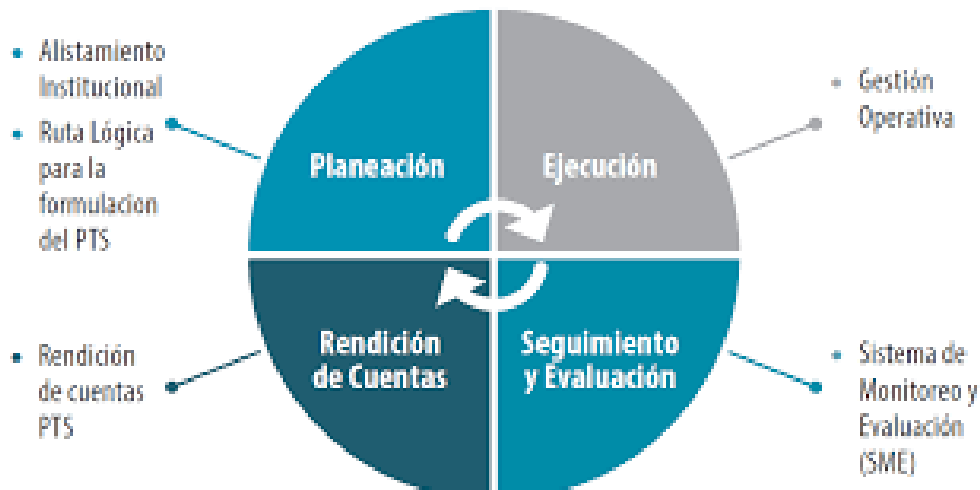 Alistamiento
Institucional
Ruta Lógica
para la
formulacion
del PTS
Planeación
Ejecución
Gestión
Operativa
Rendición
de Cuentas
Seguimiento
y Evaluación
Rendición
de cuentas
PTS
Sistema de
Monitoreo y
Evaluación
(SME)